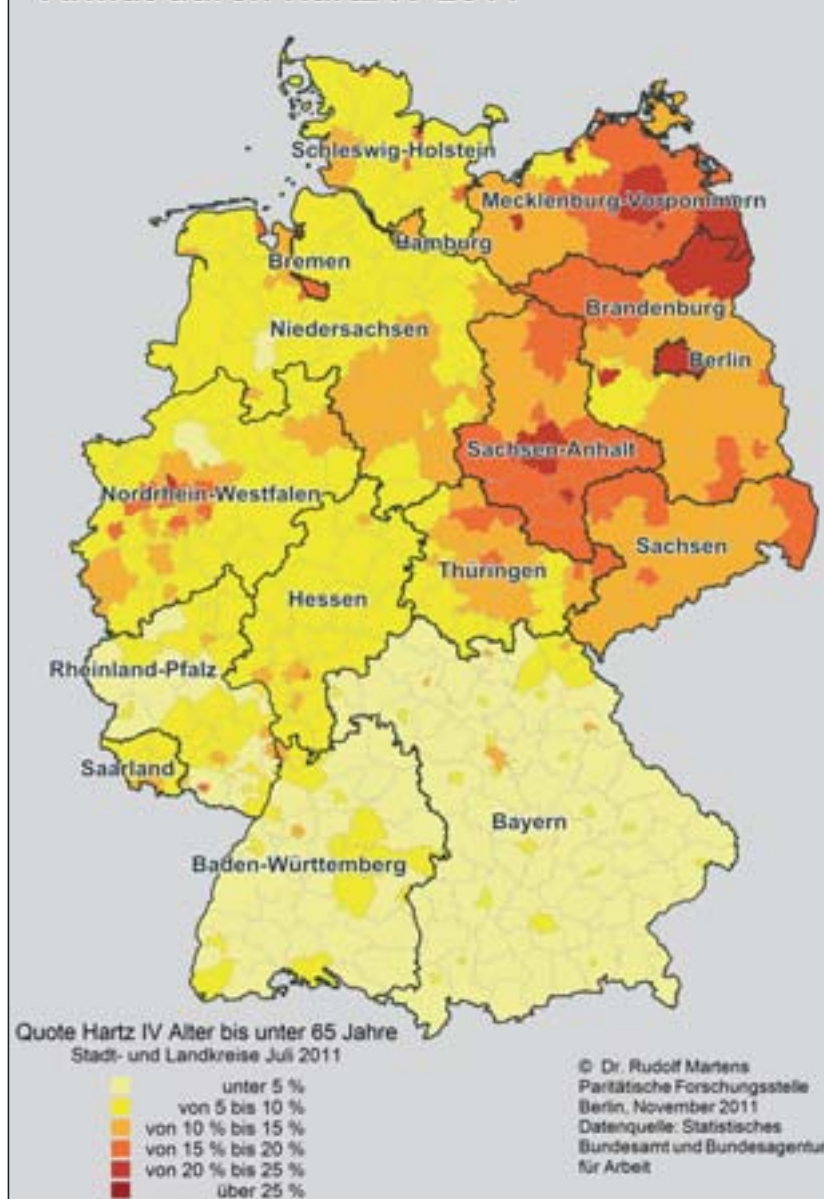 Schleswig-Holstein
Mecklenburg-Vorpommern
Hamburg
Bremen
Brandenburg
Niedersachsen
Berlin
Sachsen-Anhalt
Nordrhein-Westfalen
Sachsen
Thüringen
Hessen
Rheinland-Pfalz
Saarland
Bayern
Baden-Württemberg
Quote Hartz IV Alter bis unter 65 Jahre
Stadt- und Landkreise Juli 2011
unter 5 %
von 5 bis 10 %
von 10 % bis 15 %
von 15 % bis 20 %
von 20 % bis 25 %
über 25 %
© Dr. Rudolf Martens
Paritätische Forschungsstelle
Berlin, November 2011
Datenquelle: Statistisches
Bundesamt und Bundesagentur
für Arbeit